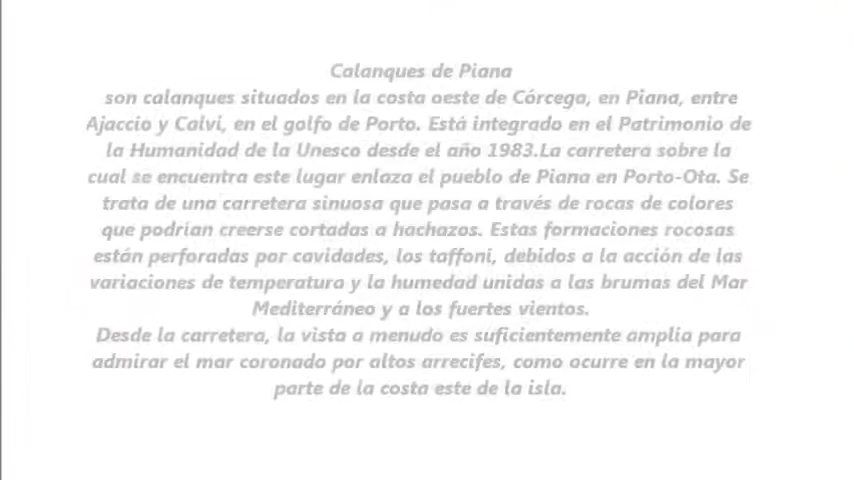 Calanques de Piana
son calanques situados en la costa oeste de Córcega, en Piana, entre
Ajaccio y Calvi, en el golfo de Porto. Está integrado en el Patrimonio de
la Humanidad de la Unesco desde el año 1983.La carretera sobre la
cual se encuentra este lugar enlaza el pueblo de Piana en Porto-Ota. Se
trata de una carretera sinuosa que pasa a través de rocas de colores
que podrían creerse cortadas a hachazos. Estas formaciones rocosas
están perforadas por cavidades, los taffoni, debidos a la acción de las
variaciones de temperatura y la humedad unidas a las brumas del Mar
Mediterráneo y a los fuertes vientos.
Desde la carretera, la vista a menudo es suficientemente amplia para
admirar el mar coronado por altos arrecifes, como ocurre en la mayor
parte de la costa este de la isla.